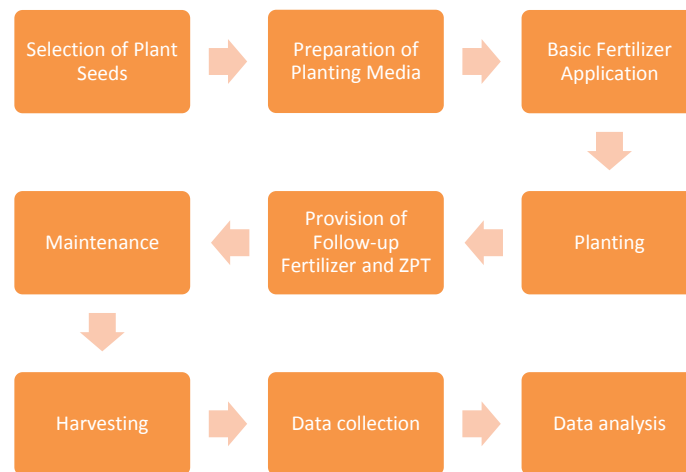 Selection of Plant
Seeds
Preparation of
Planting Media
Basic Fertilizer
Application
Planting
Provision of
Follow-up
Fertilizer and ZPT
Maintenance
Harvesting
Data collection
Data analysis